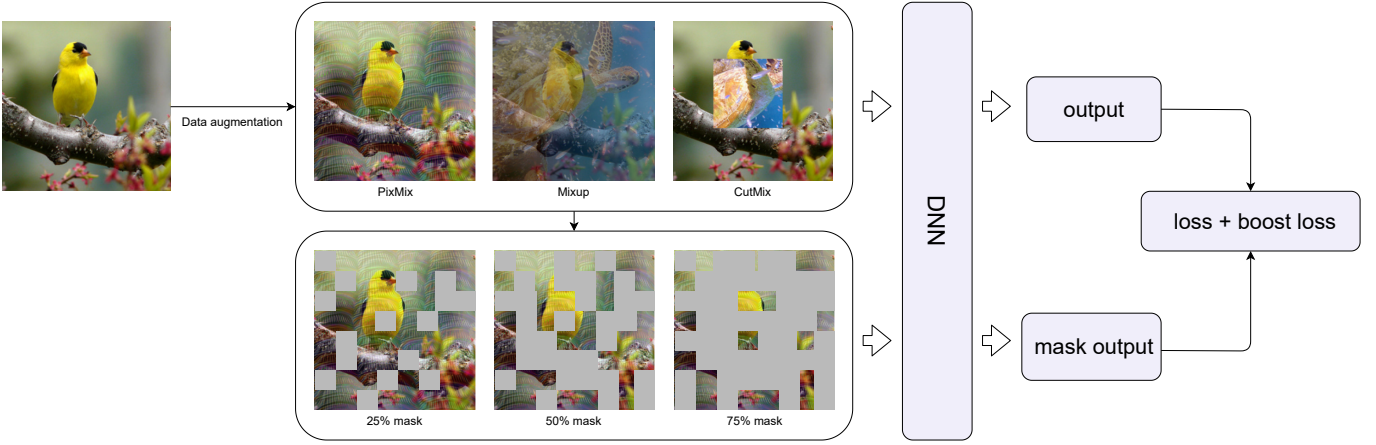 Data augmentation
PixMix
Mixup
CutMix
25% mask
50% mask
75% mask
DNN
output
mask output
loss + boost loss